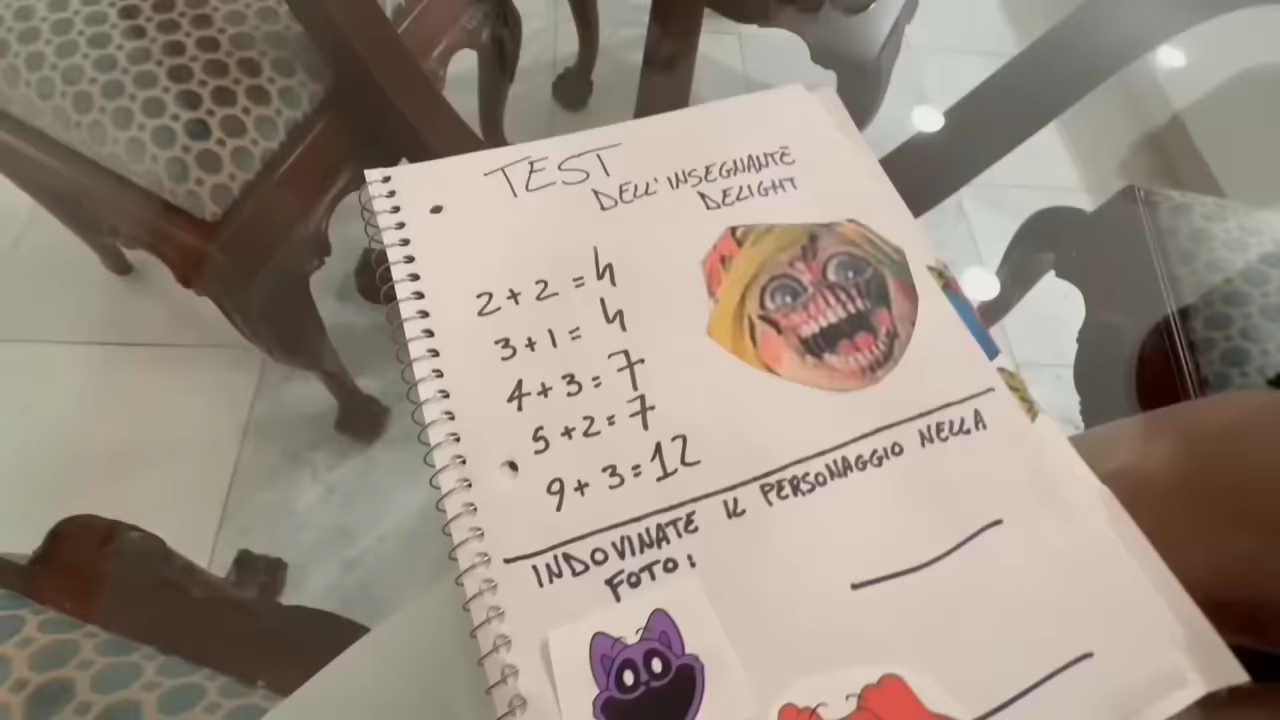 TEST
DELL'INSEGNANTE
DELIGHT
2+2=4
3+1=4
4+3=7
5+2=7
9+3=12
INDOVINATE IL PERSONAGGIO NELLA
FOTO: